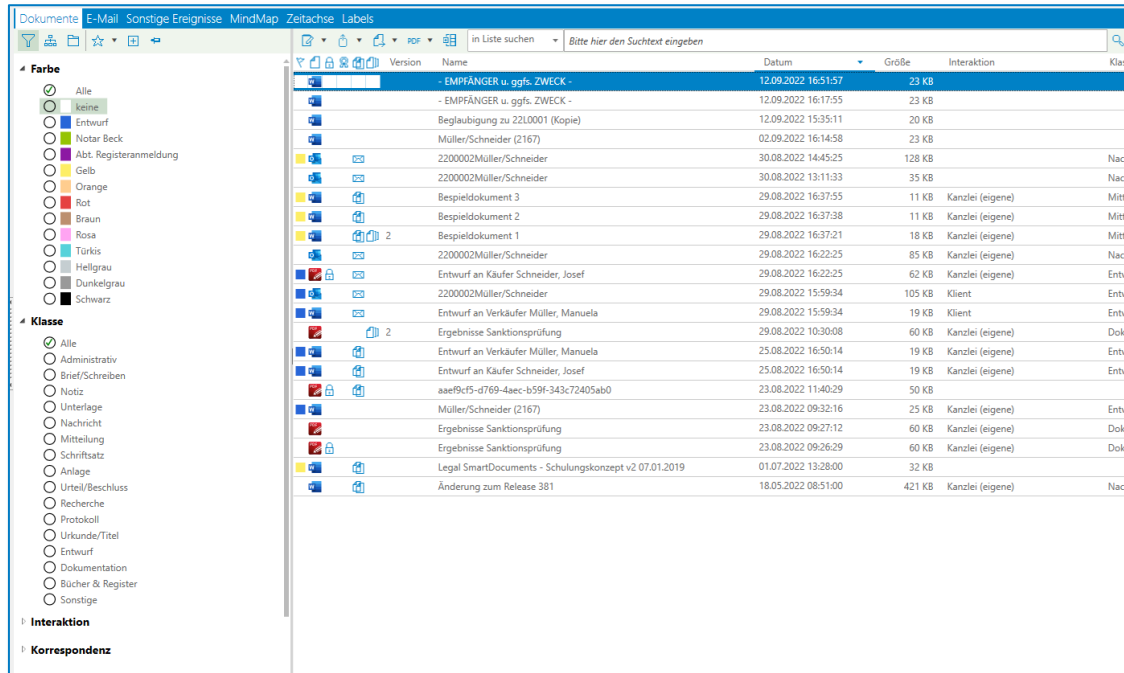 Dokumente E-Mail Sonstige Ereignisse MindMap Zeitachse Labels
PDF in Liste suchen Bitte hier den Suchtext eingeben
Farbe
Alle
keine
Entwurf
Notar Beck
Abt. Registeranmeldung
Gelb
Orange
Rot
Braun
Rosa
Türkis
Hellgrau
Dunkelgrau
Schwarz
Klasse
Alle
Administrativ
Brief/Schreiben
Notiz
Unterlage
Nachricht
Mitteilung
Schriftsatz
Anlage
Urteil/Beschluss
Recherche
Protokoll
Urkunde/Titel
Entwurf
Dokumentation
Bücher & Register
Sonstige
Interaktion
Korrespondenz
Version Name Datum Größe Interaktion Klas
- EMPFÄNGER u. ggfs. ZWECK - 12.09.2022 16:51:57 23 KB
- EMPFÄNGER u. ggfs. ZWECK - 12.09.2022 16:17:55 23 KB
Beglaubigung zu 22L0001 (Kopie) 12.09.2022 15:35:11 20 KB
Müller/Schneider (2167) 02.09.2022 16:14:58 23 KB
2200002Müller/Schneider 30.08.2022 14:45:25 128 KB Nac
2200002Müller/Schneider 30.08.2022 13:11:33 35 KB Nac
Bespieldokument 3 29.08.2022 16:37:55 11 KB Kanzlei (eigene) Mitt
Bespieldokument 2 29.08.2022 16:37:38 11 KB Kanzlei (eigene) Mitt
2 Bespieldokument 1 29.08.2022 16:37:21 18 KB Kanzlei (eigene) Mitt
2200002Müller/Schneider 29.08.2022 16:22:25 85 KB Kanzlei (eigene) Nac
Entwurf an Käufer Schneider, Josef 29.08.2022 16:22:25 62 KB Kanzlei (eigene) Entv
2200002Müller/Schneider 29.08.2022 15:59:34 105 KB Klient Entv
Entwurf an Verkäufer Müller, Manuela 29.08.2022 15:59:34 19 KB Klient Entv
2 Ergebnisse Sanktionsprüfung 29.08.2022 10:30:08 60 KB Kanzlei (eigene) Dok
Entwurf an Verkäufer Müller, Manuela 25.08.2022 16:50:14 19 KB Kanzlei (eigene) Entv
Entwurf an Käufer Schneider, Josef 25.08.2022 16:50:14 19 KB Kanzlei (eigene) Entv
aaef9cf5-d769-4aec-b59f-343c72405ab0 23.08.2022 11:40:29 50 KB
Müller/Schneider (2167) 23.08.2022 09:32:16 25 KB Kanzlei (eigene) Entv
Ergebnisse Sanktionsprüfung 23.08.2022 09:27:12 60 KB Kanzlei (eigene) Dok
Ergebnisse Sanktionsprüfung 23.08.2022 09:26:29 60 KB Kanzlei (eigene) Dok
Legal SmartDocuments - Schulungskonzept v2 07.01.2019 01.07.2022 13:28:00 32 KB
Änderung zum Release 381 18.05.2022 08:51:00 421 KB Kanzlei (eigene) Nac